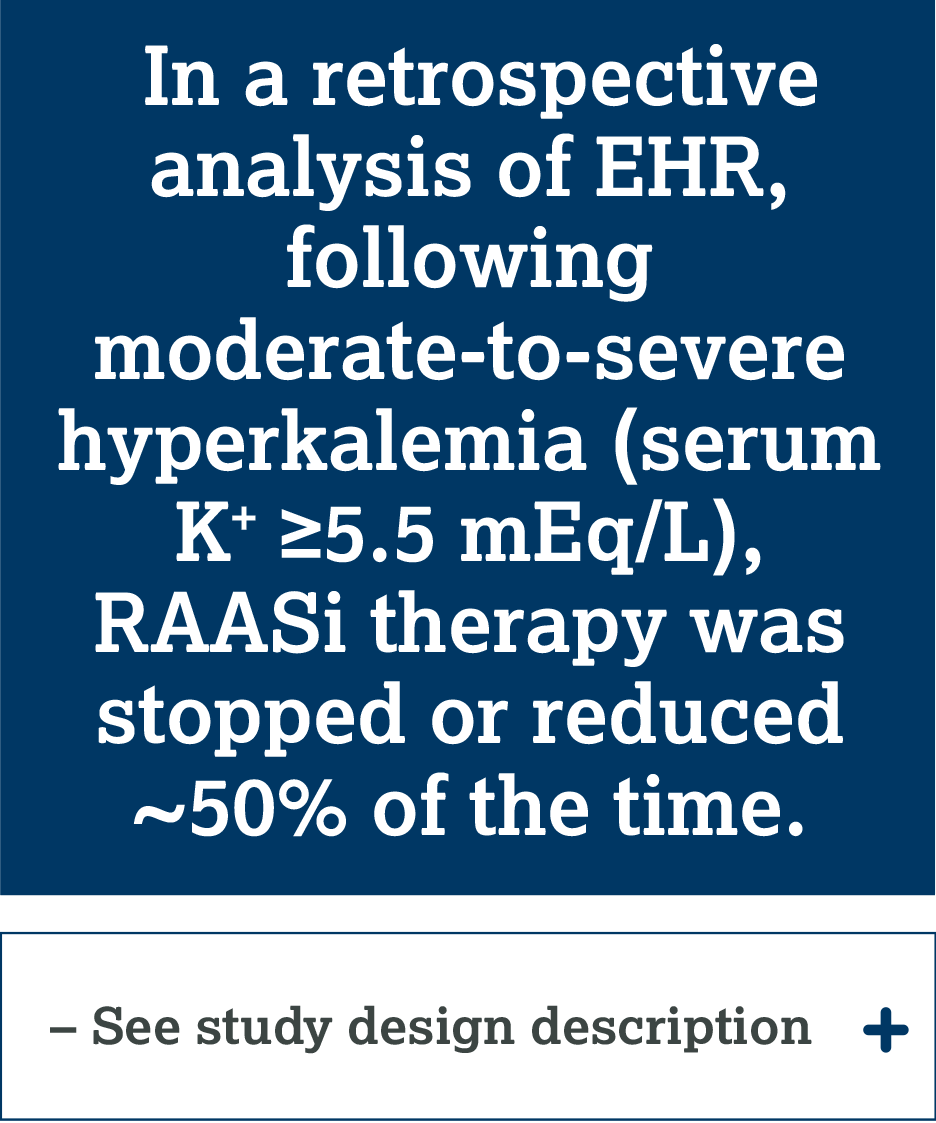 In a retrospective
analysis of EHR,
following
moderate-to-severe
hyperkalemia (serum
K⁺ ≥5.5 mEq/L),
RAASi therapy was
stopped or reduced
~50% of the time.
– See study design description +